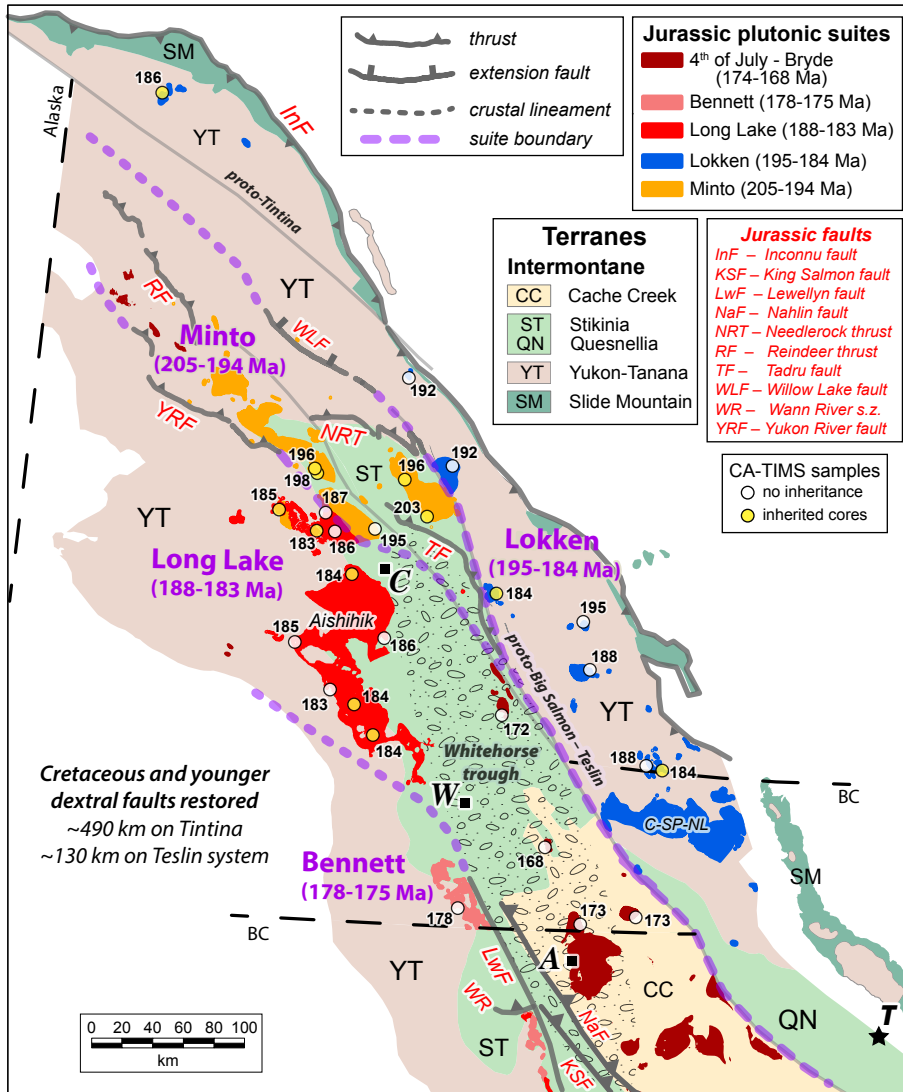 thrust
extension fault
crustal lineament
suite boundary
Jurassic plutonic suites
4th of July - Bryde
(174-168 Ma)
Bennett (178-175 Ma)
Long Lake (188-183 Ma)
Lokken (195-184 Ma)
Minto (205-194 Ma)
Terranes
Intermontane
CC Cache Creek
ST Stikinia
QN Quesnellia
YT Yukon-Tanana
SM Slide Mountain
Jurassic faults
InF – Inconnu fault
KSF – King Salmon fault
LwF – Lewellyn fault
NaF – Nahlin fault
NRT – Needlerock thrust
RF – Reindeer thrust
TF – Tadru fault
WLF – Willow Lake fault
WR – Wann River s.z.
YRF – Yukon River fault
CA-TIMS samples
no inheritance
inherited cores
SM
186
Alaska
YT
InF
proto-Tintina
YT
RF
WLF
Minto
(205-194 Ma)
192
YRF
NRT
196
198
ST
196
192
203
185
187
183
186
195
TF
YT
Long Lake
(188-183 Ma)
Lokken
(195-184 Ma)
184
C
184
Aishihik
195
185
186
188
proto-Big Salmon – Teslin
183
184
172
YT
184
Whitehorse
trough
188
184
BC
Cretaceous and younger
dextral faults restored
~490 km on Tintina
~130 km on Teslin system
W
C-SP-NL
168
Bennett
(178-175 Ma)
SM
178
173
173
BC
YT
LwF
A
CC
WR
NaF
QN
T
ST
KSF
0 20 40 60 80 100
km